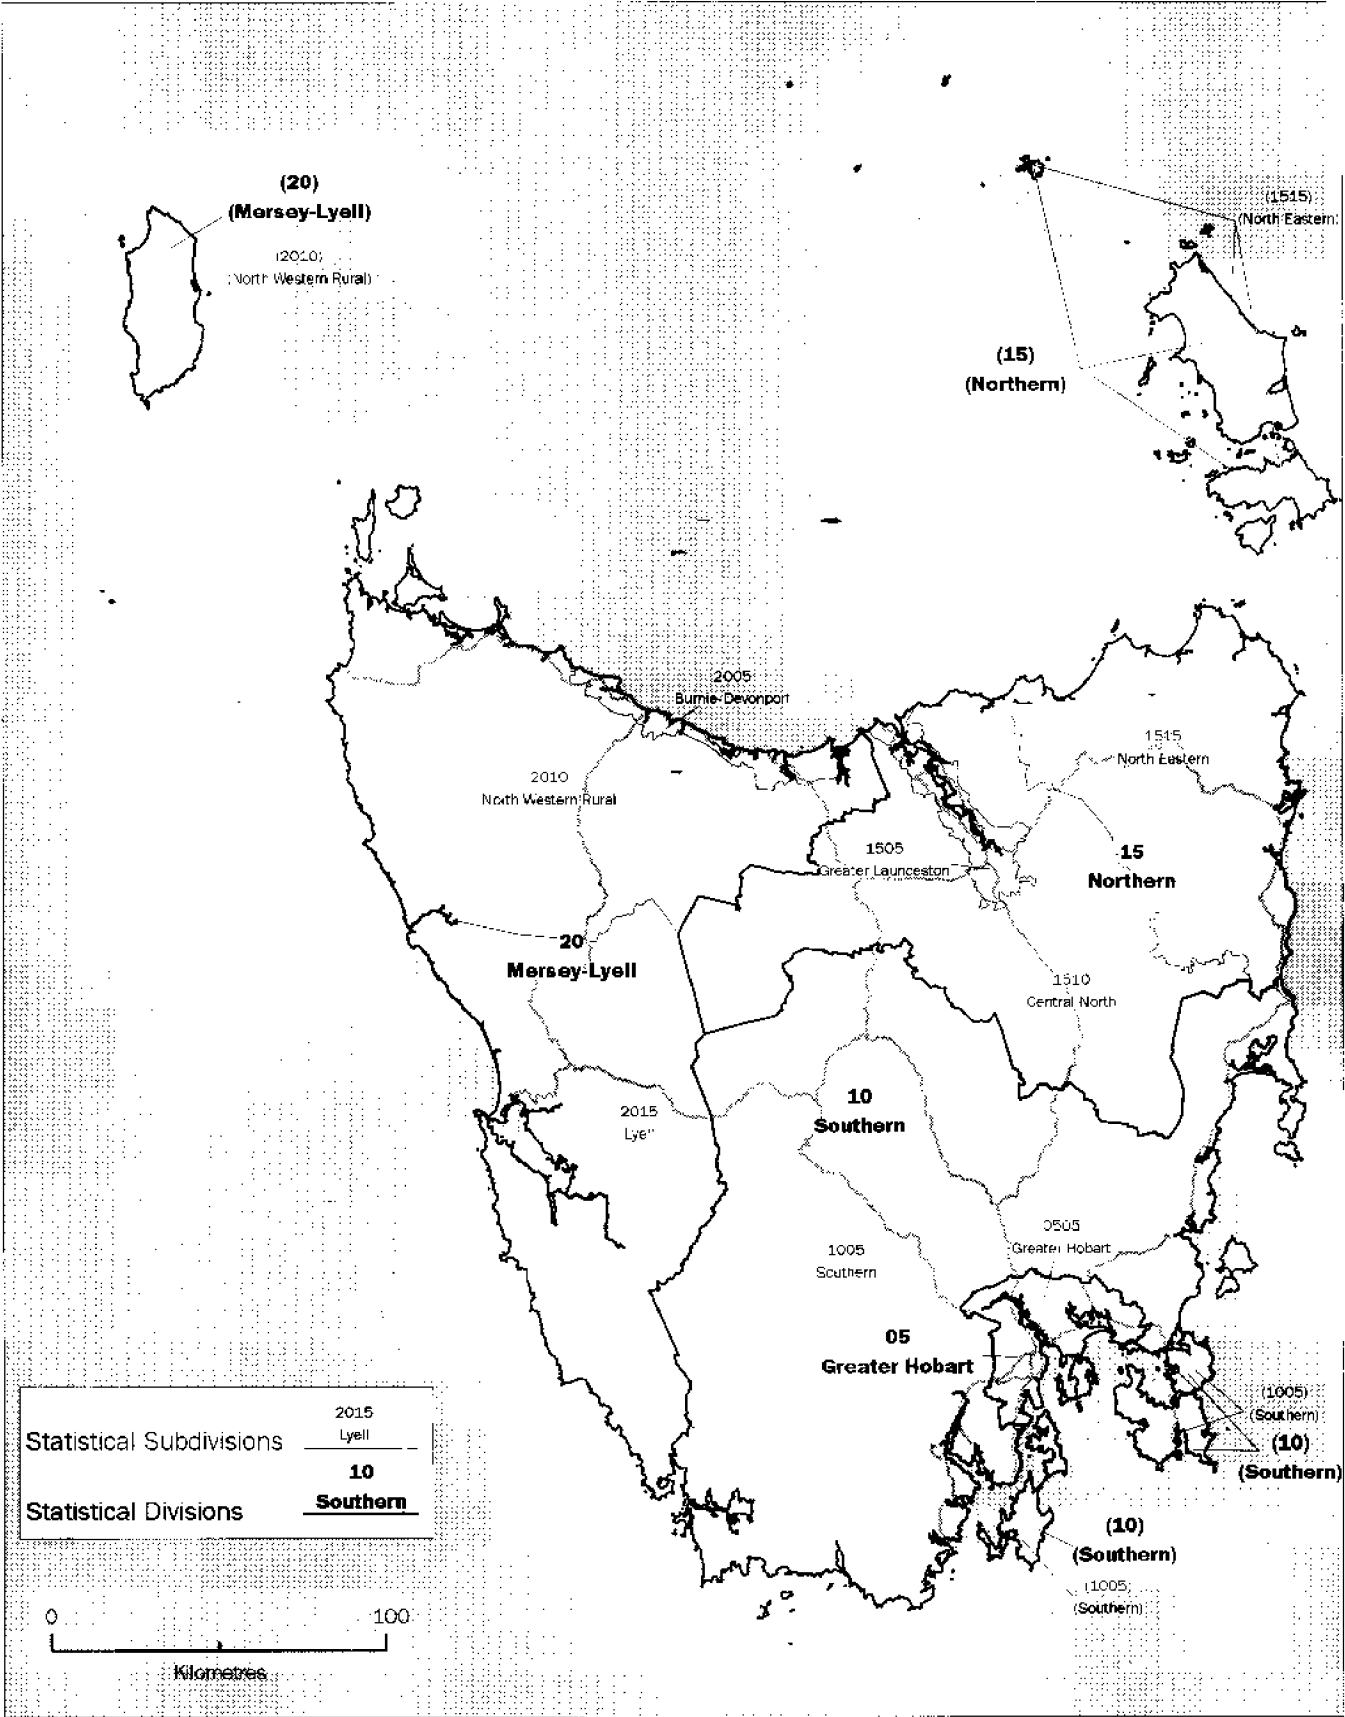 (20)
(Mersey-Lyell)
(2010)
(North Western Rural)
(1515)
(North Eastern)
(15)
(Northern)
2005
Burnie-Devonport
1515
North Eastern
2010
North Western Rural
1505
Greater Launceston
15
Northern
20
Mersey-Lyell
1510
Central North
10
Southern
2015
Lyell
0505
Greater Hobart
1005
Southern
05
Greater Hobart
(1005)
(Southern)
(10)
(Southern)
2015
Lyell
Statistical Subdivisions
10
Southern
Statistical Divisions
(10)
(Southern)
(1005)
(Southern)
0 100
Kilometres